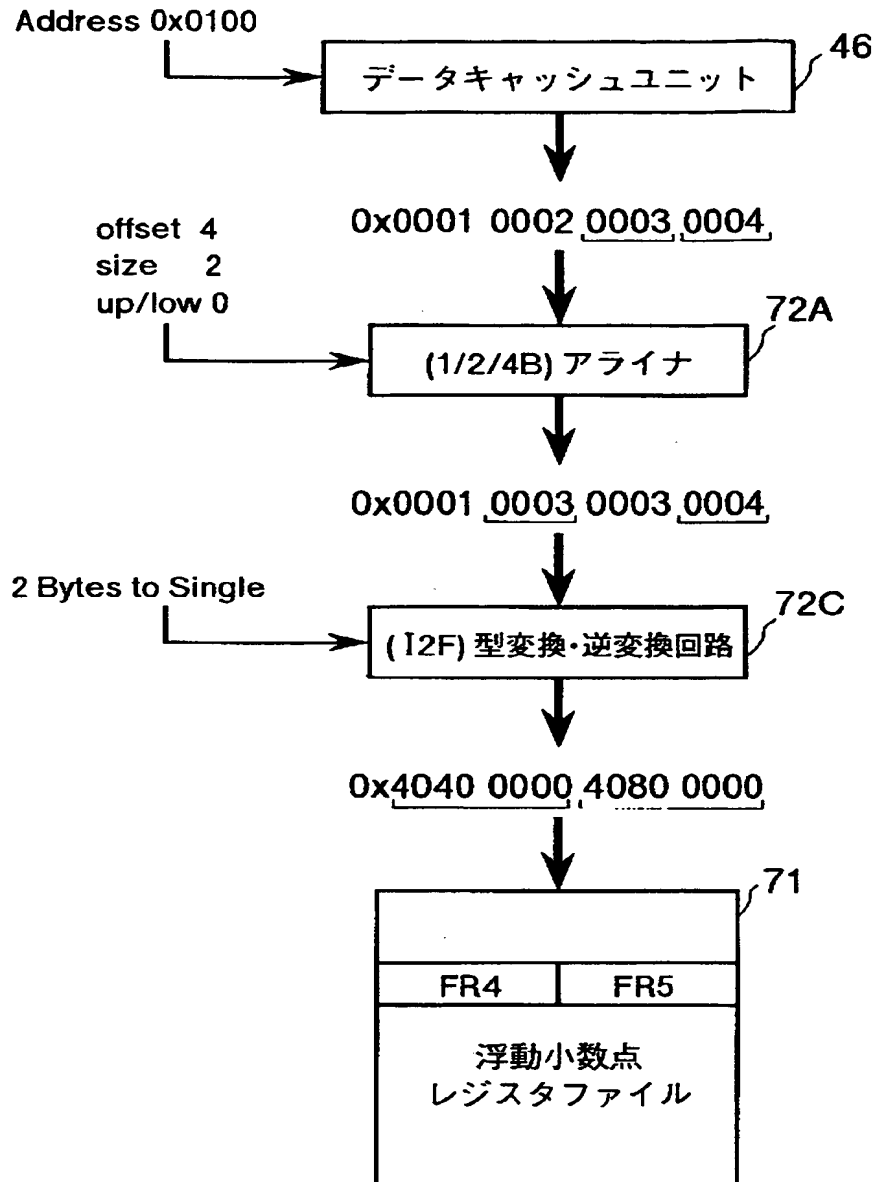 Address 0x0100
データキャッシュユニット
46
0x0001 0002 0003 0004
offset 4
size 2
up/low 0
72A
(1/2/4B) アライナ
0x0001 0003 0003 0004
2 Bytes to Single
72C
(I2F) 型変換・逆変換回路
0x4040 0000 4080 0000
71
FR4 FR5
浮動小数点
レジスタファイル